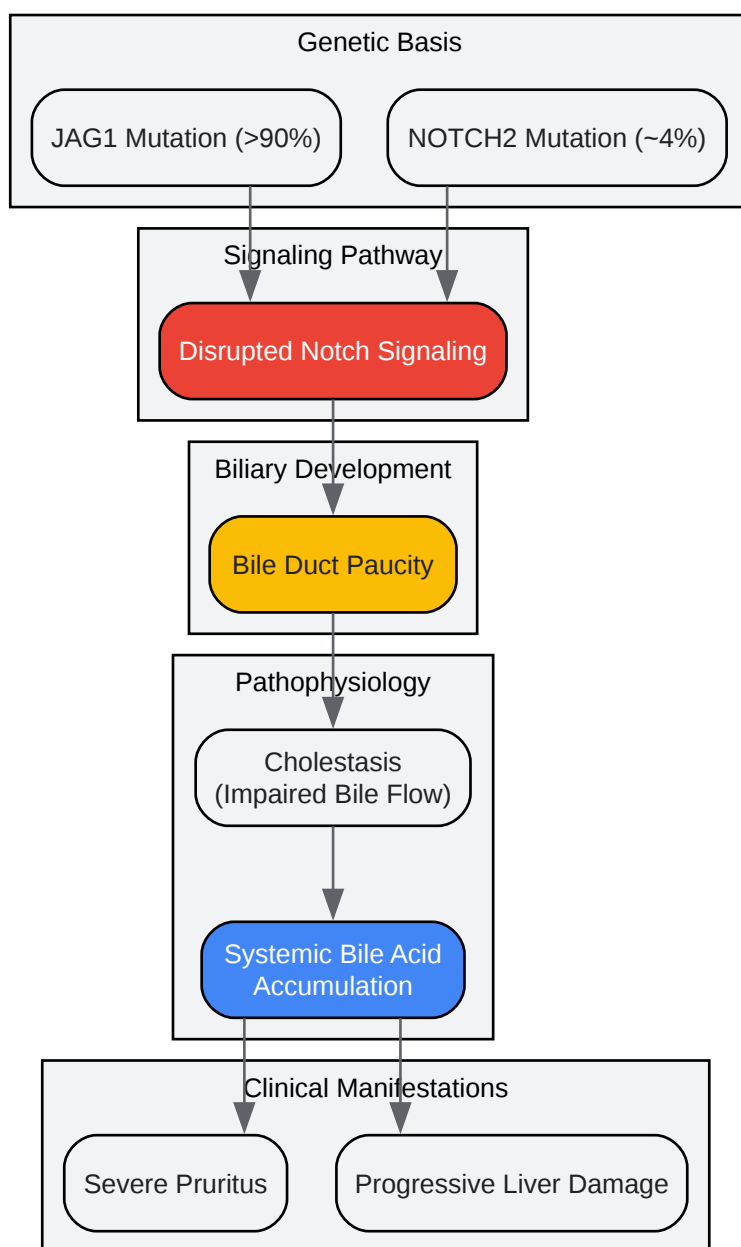 Genetic Basis
JAG1 Mutation (>90%)
NOTCH2 Mutation (~4%)
Signaling Pathway
Disrupted Notch Signaling
Biliary Development
Bile Duct Paucity
Pathophysiology
Cholestasis
(Impaired Bile Flow)
Systemic Bile Acid
Accumulation
Clinical Manifestations
Severe Pruritus
Progressive Liver Damage